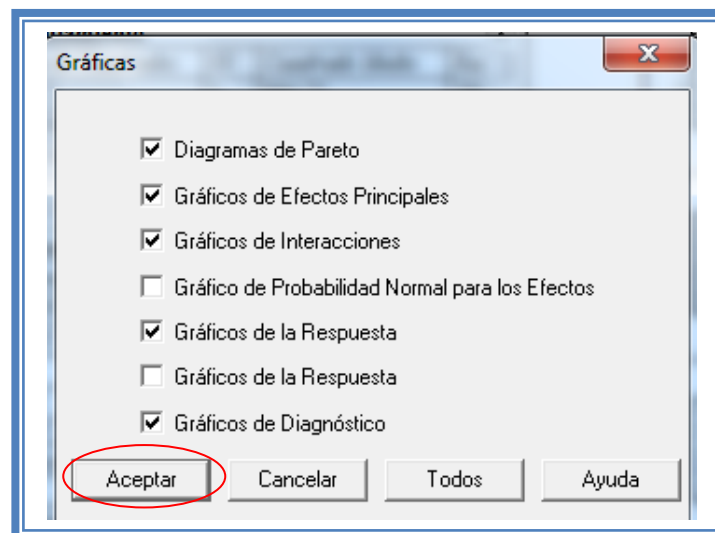 Gráficas
Diagramas de Pareto
Gráficos de Efectos Principales
Gráficos de Interacciones
Gráfico de Probabilidad Normal para los Efectos
Gráficos de la Respuesta
Gráficos de la Respuesta
Gráficos de Diagnóstico
Aceptar Cancelar Todos Ayuda